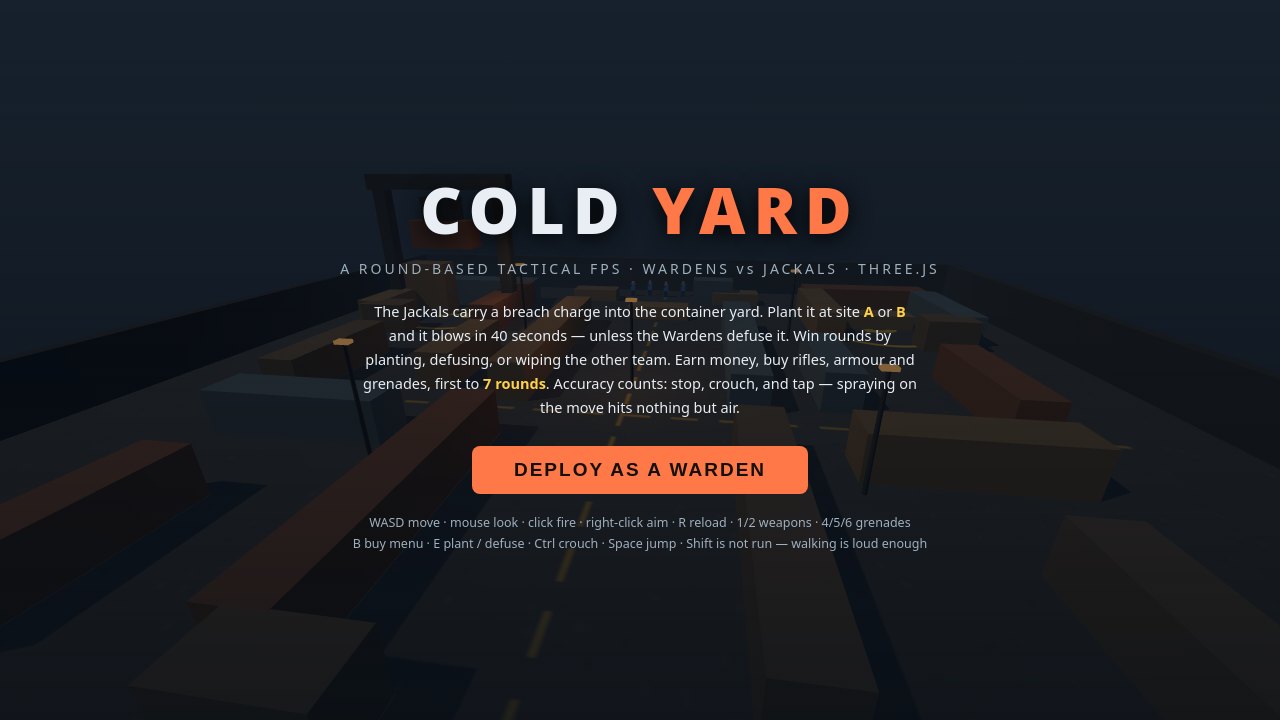 COLD YARD
A ROUND-BASED TACTICAL FPS · WARDENS vs JACKALS · THREE.JS
The Jackals carry a breach charge into the container yard. Plant it at site A or B
and it blows in 40 seconds — unless the Wardens defuse it. Win rounds by
planting, defusing, or wiping the other team. Earn money, buy rifles, armour and
grenades, first to 7 rounds. Accuracy counts: stop, crouch, and tap — spraying on
the move hits nothing but air.
DEPLOY AS A WARDEN
WASD move · mouse look · click fire · right-click aim · R reload · 1/2 weapons · 4/5/6 grenades
B buy menu · E plant / defuse · Ctrl crouch · Space jump · Shift is not run — walking is loud enough